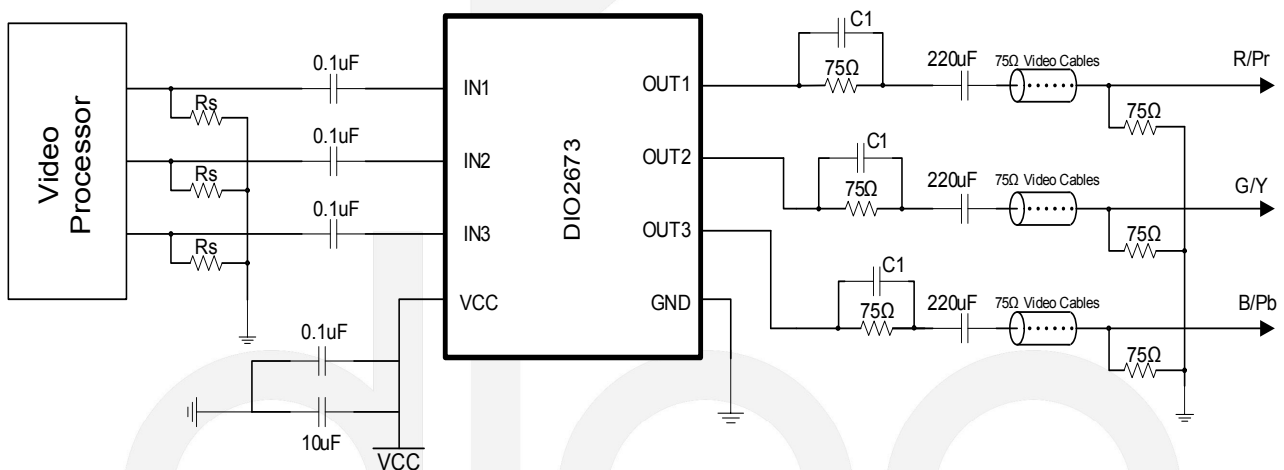 Video Processor
Rs
Rs
Rs
0.1uF
0.1uF
0.1uF
IN1
IN2
IN3
VCC
DIO2673
OUT1
OUT2
OUT3
GND
0.1uF
10uF
VCC
C1
75Ω
220uF
75Ω Video Cables
75Ω
R/Pr
C1
75Ω
220uF
75Ω Video Cables
75Ω
G/Y
C1
75Ω
220uF
75Ω Video Cables
75Ω
B/Pb
dioo